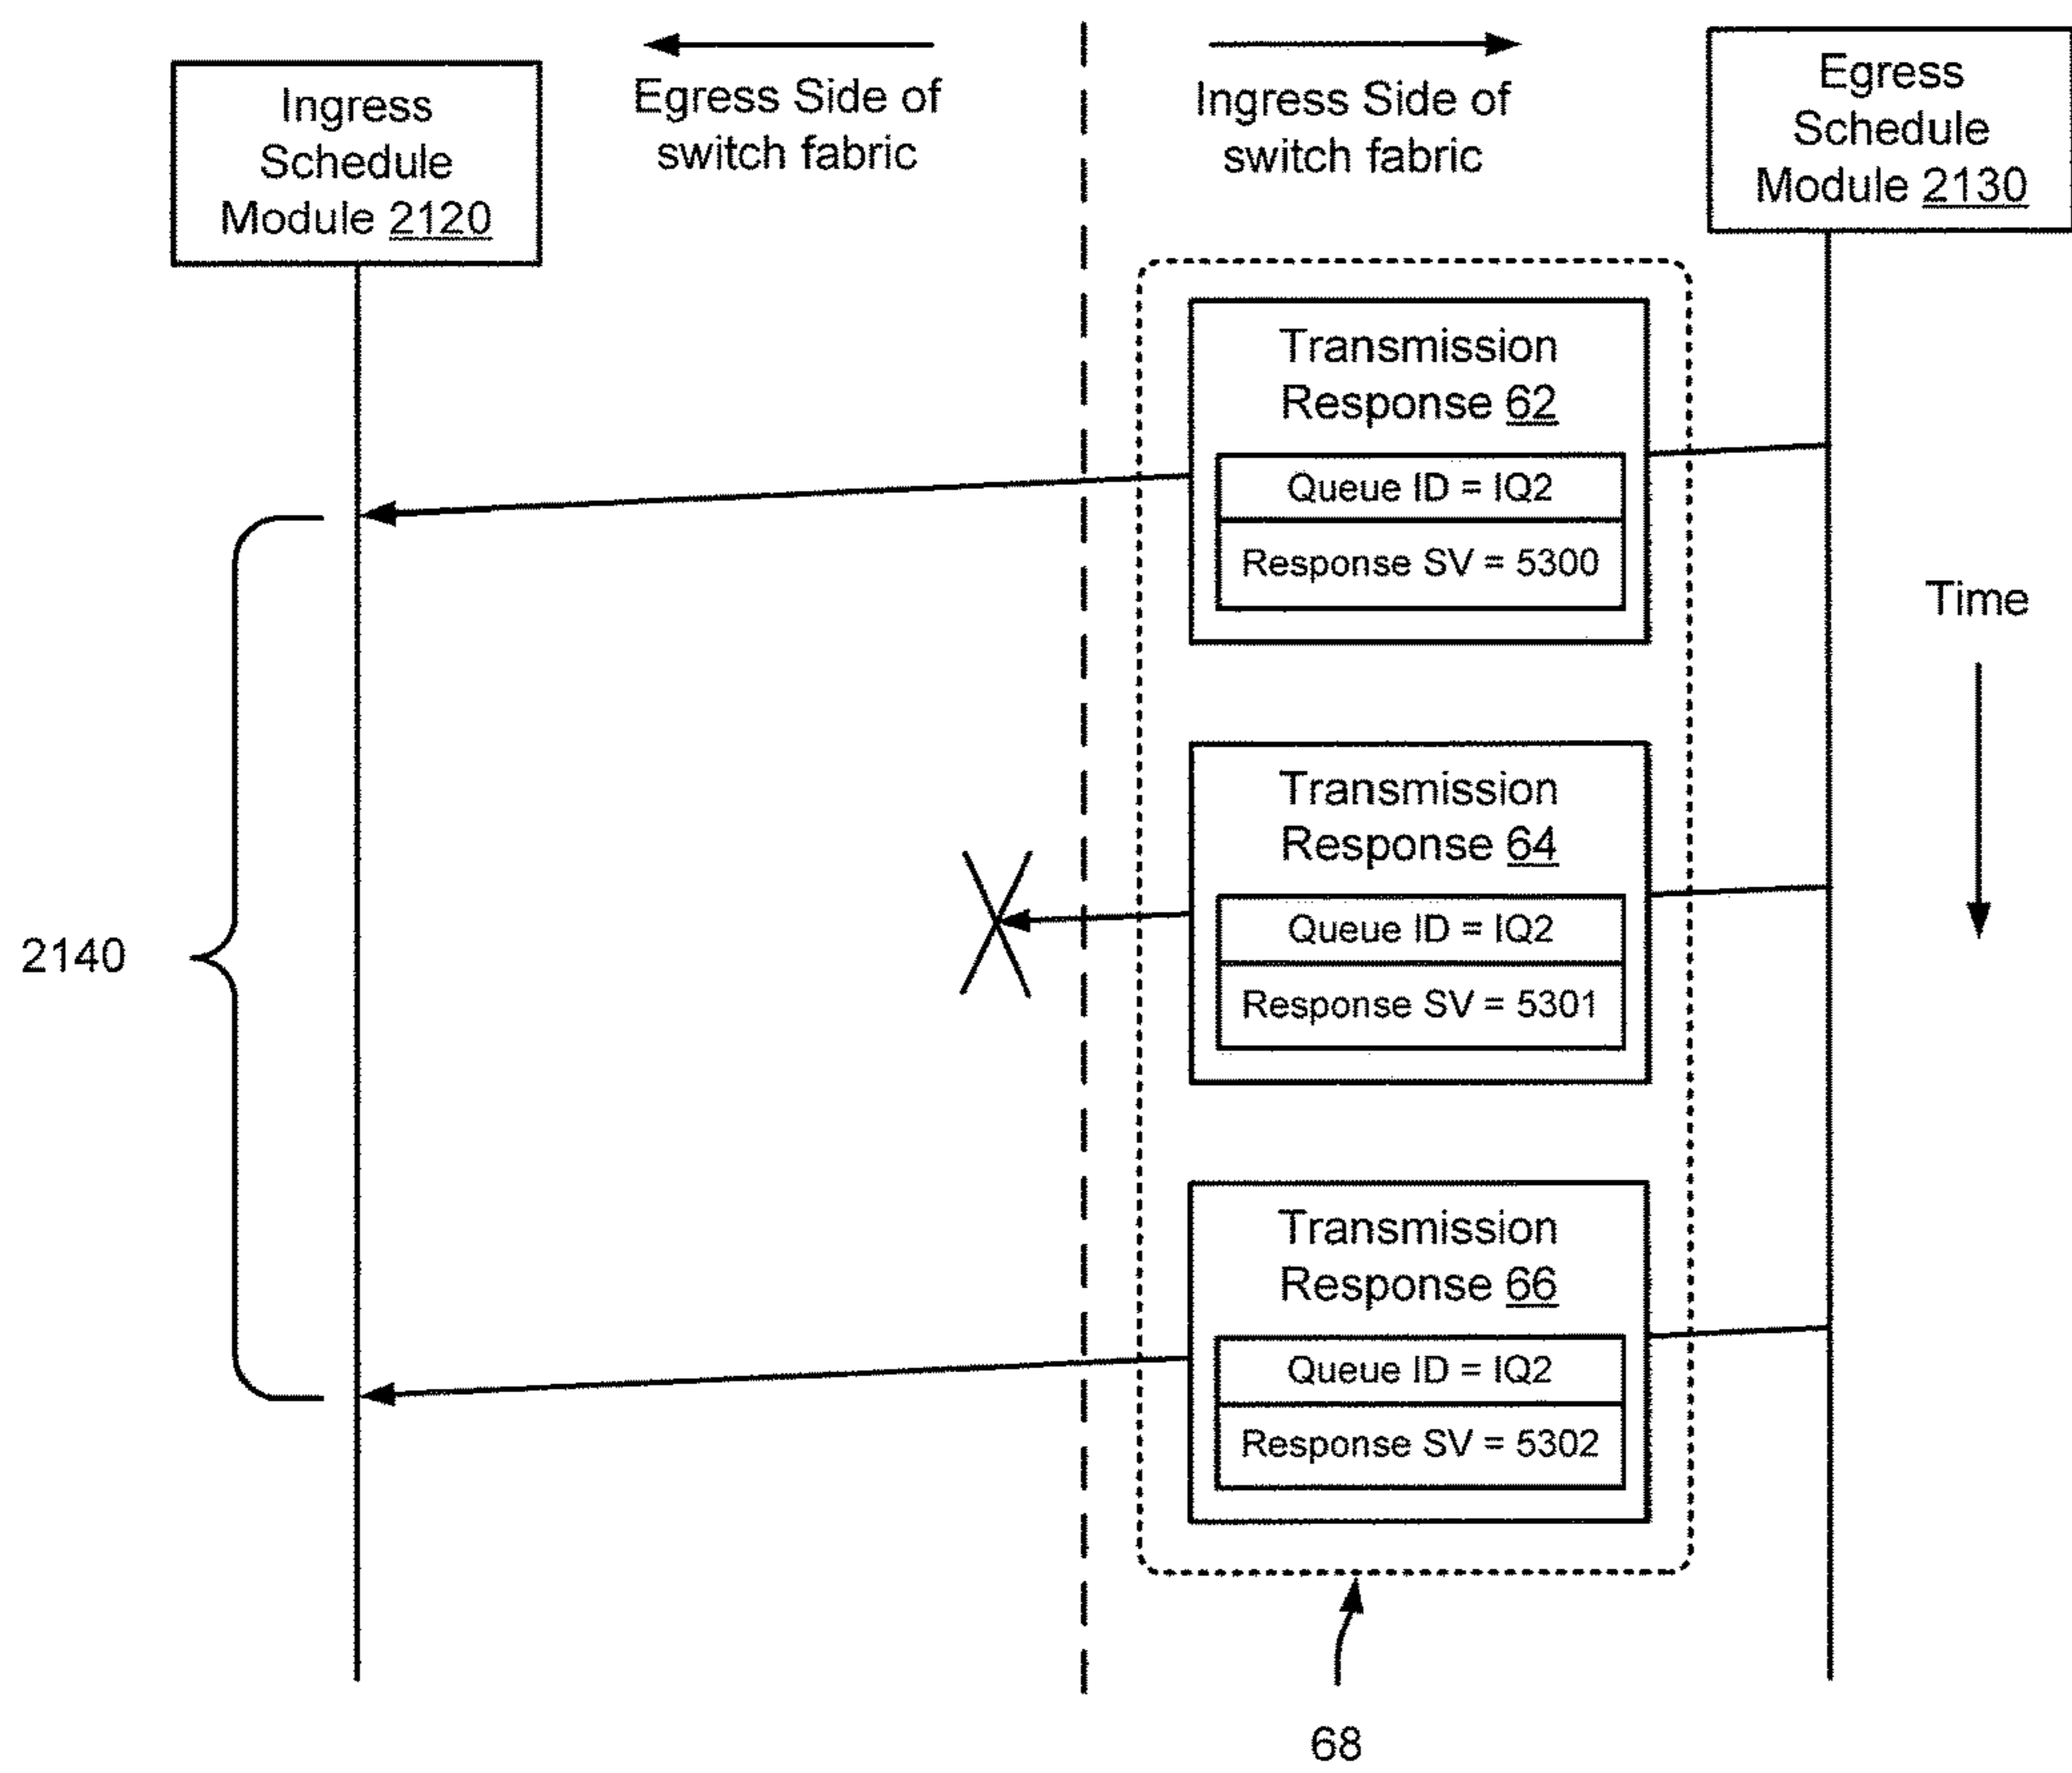 Ingress
Schedule
Module 2120
Egress Side of
switch fabric
Ingress Side of
switch fabric
Egress
Schedule
Module 2130
Transmission
Response 62
Queue ID = IQ2
Response SV = 5300
Time
Transmission
Response 64
Queue ID = IQ2
Response SV = 5301
2140
Transmission
Response 66
Queue ID = IQ2
Response SV = 5302
68